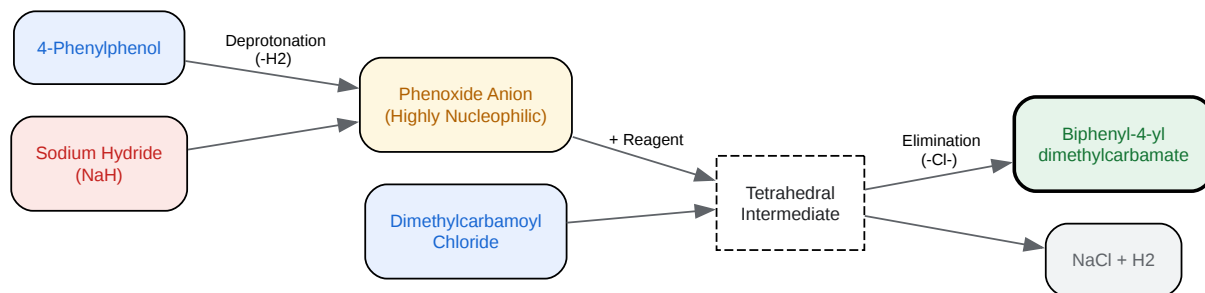 4-Phenylphenol
Deprotonation
(-H2)
Sodium Hydride
(NaH)
Phenoxide Anion
(Highly Nucleophilic)
+ Reagent
Dimethylcarbamoyl
Chloride
Tetrahedral
Intermediate
Elimination
(-Cl-)
Biphenyl-4-yl
dimethylcarbamate
NaCl + H2